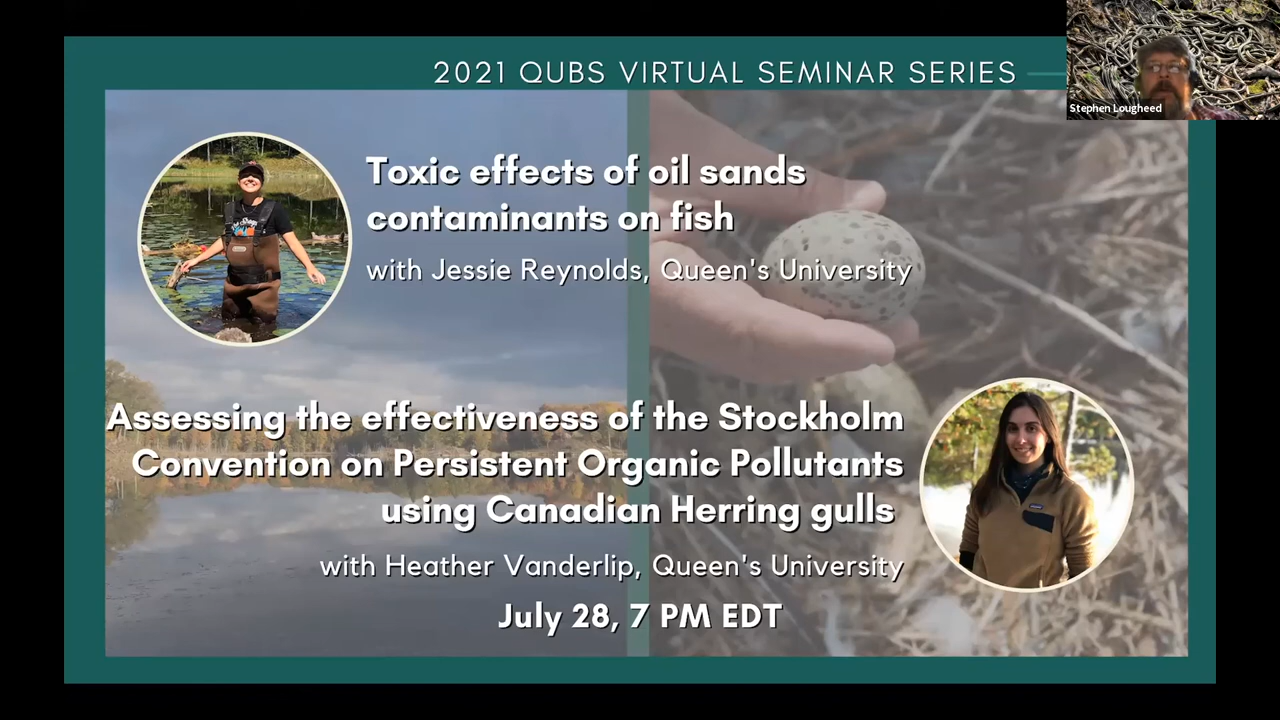 2021 QUBS VIRTUAL SEMINAR SERIES
Stephen Lougheed
Toxic effects of oil sands
contaminants on fish
with Jessie Reynolds, Queen's University
Assessing the effectiveness of the Stockholm
Convention on Persistent Organic Pollutants
using Canadian Herring gulls
with Heather Vanderlip, Queen's University
July 28, 7 PM EDT